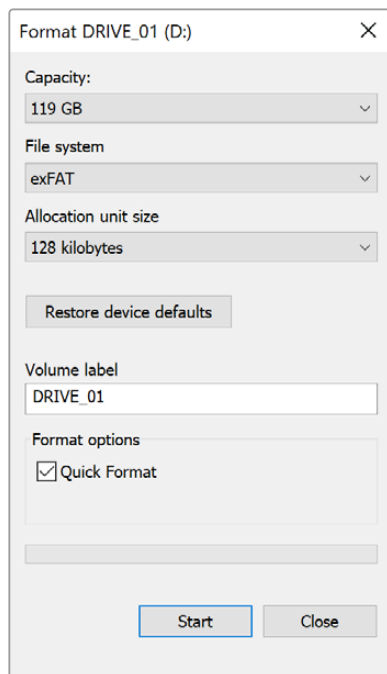 Format DRIVE_01 (D:)
Capacity:
119 GB
File system
exFAT
Allocation unit size
128 kilobytes
Restore device defaults
Volume label
DRIVE_01
Format options
Quick Format
Start Close